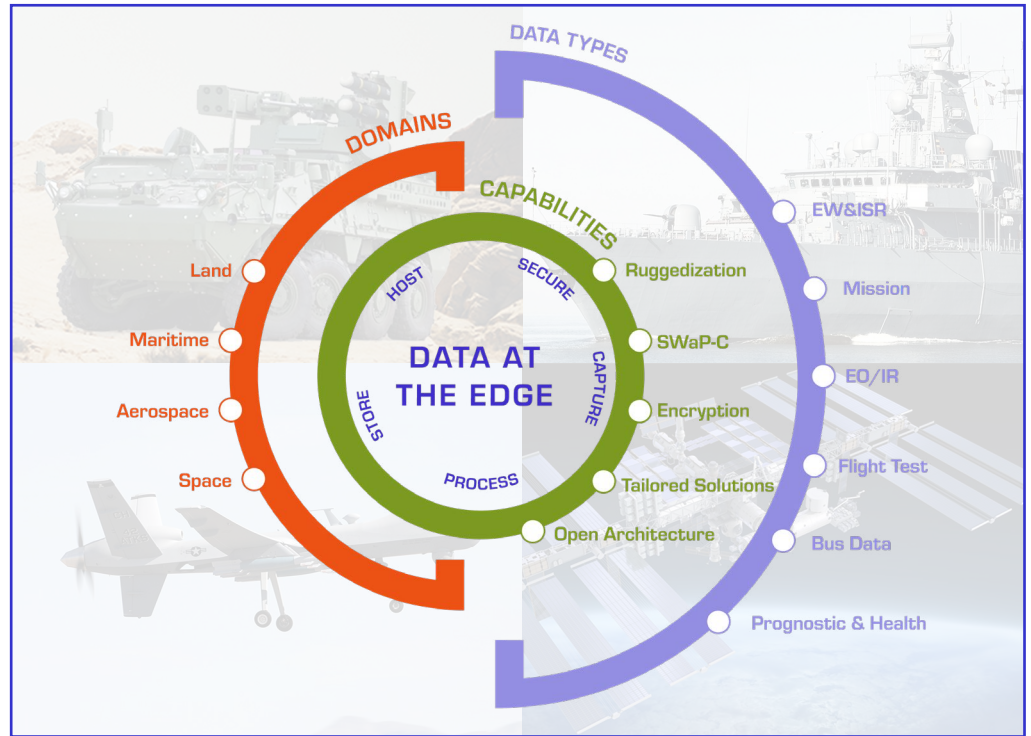 DATA TYPES
DOMAINS
CAPABILITIES
Land
Maritime
Aerospace
Space
HOST
SECURE
CAPTURE
PROCESS
STORE
DATA AT
THE EDGE
Ruggedization
SWaP-C
Encryption
Tailored Solutions
Open Architecture
EW&ISR
Mission
EO/IR
Flight Test
Bus Data
Prognostic & Health